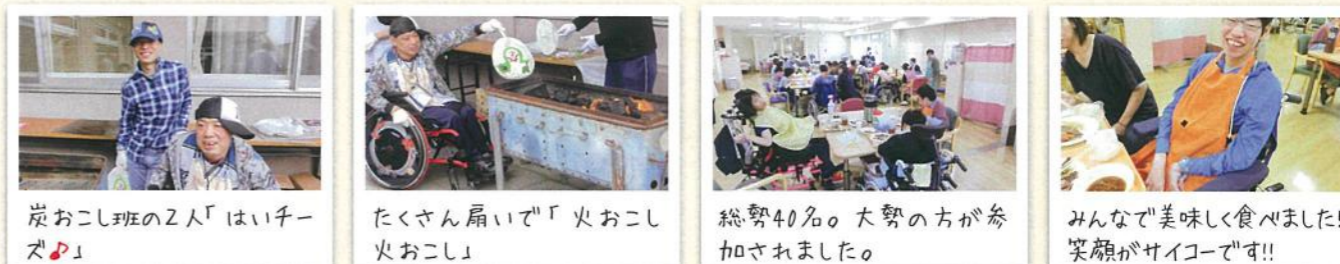 炭おこし班の2人「はいチー
ズ♪」
たくさん扇いで「火おこし
火おこし」
総勢40名。大勢の方が参
加されました。
みんなで美味しく食べました!!
笑顔がサイコーです!!